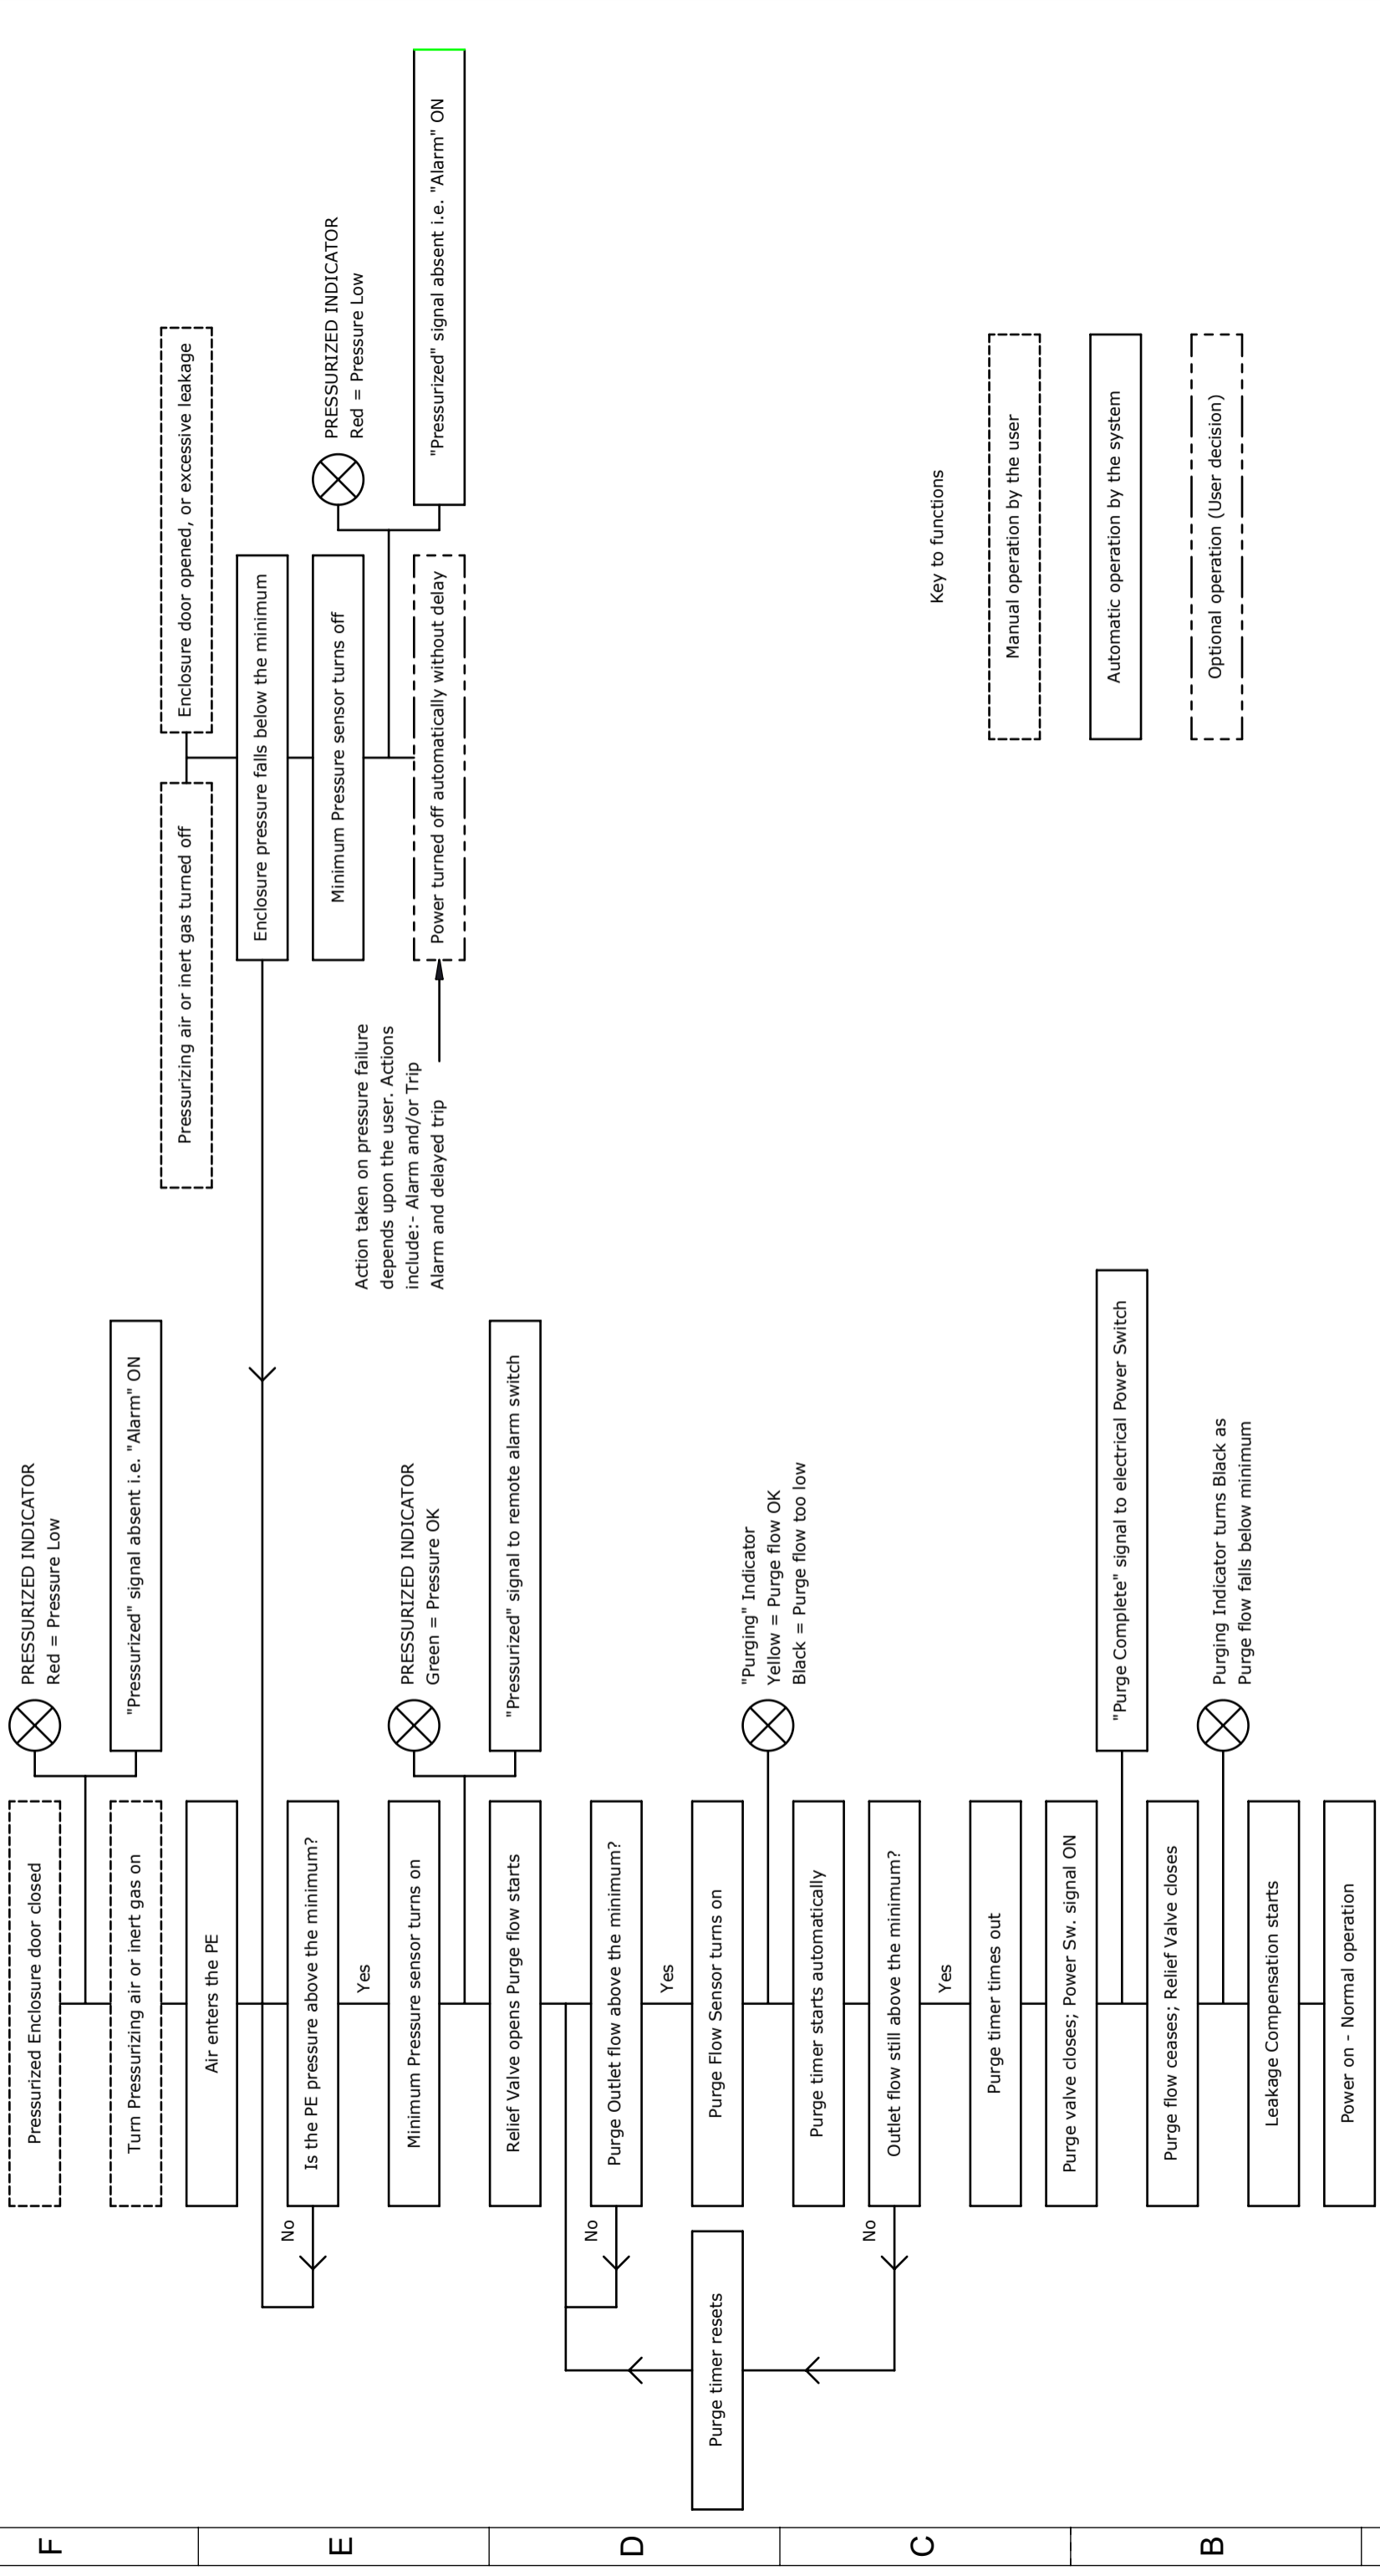 Pressurized Enclosure door closed
PRESSURIZED INDICATOR
Red = Pressure Low
"Pressurized" signal absent i.e. "Alarm" ON
Turn Pressurizing air or inert gas on
Air enters the PE
Is the PE pressure above the minimum?
No
Yes
Minimum Pressure sensor turns on
PRESSURIZED INDICATOR
Green = Pressure OK
"Pressurized" signal to remote alarm switch
Relief Valve opens Purge flow starts
Purge Outlet flow above the minimum?
No
Yes
Purge Flow Sensor turns on
Purge timer resets
"Purging" Indicator
Yellow = Purge flow OK
Black = Purge flow too low
Purge timer starts automatically
Outlet flow still above the minimum?
No
Yes
Purge timer times out
Purge valve closes; Power Sw. signal ON
"Purge Complete" signal to electrical Power Switch
Purge flow ceases; Relief Valve closes
Purging Indicator turns Black as
Purge flow falls below minimum
Leakage Compensation starts
Power on - Normal operation
Pressurizing air or inert gas turned off
Enclosure door opened, or excessive leakage
Enclosure pressure falls below the minimum
Minimum Pressure sensor turns off
PRESSURIZED INDICATOR
Red = Pressure Low
"Pressurized" signal absent i.e. "Alarm" ON
Action taken on pressure failure
depends upon the user. Actions
include:- Alarm and/or Trip
Alarm and delayed trip
Power turned off automatically without delay
Key to functions
Manual operation by the user
Automatic operation by the system
Optional operation (User decision)
F
E
D
C
B